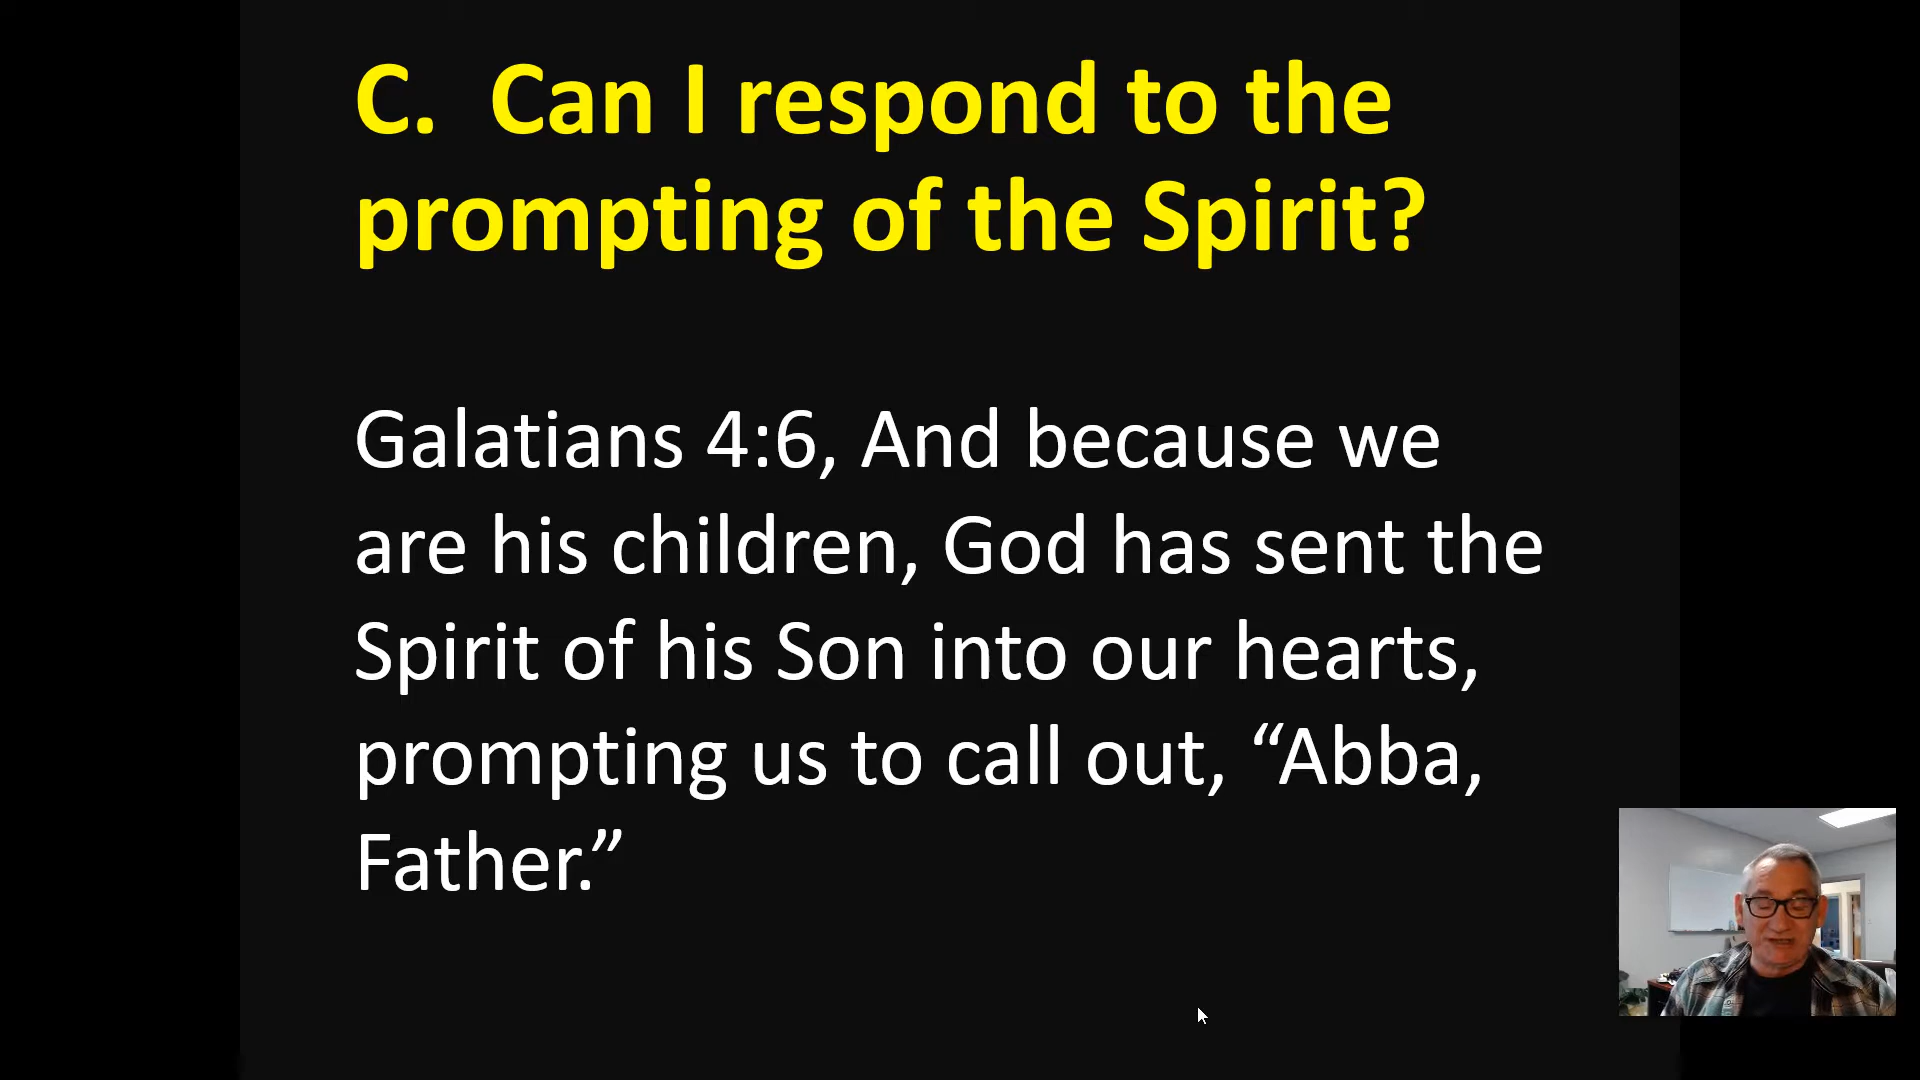 C.  Can I respond to the
prompting of the Spirit?
Galatians 4:6, And because we
are his children, God has sent the
Spirit of his Son into our hearts,
prompting us to call out, “Abba,
Father.”